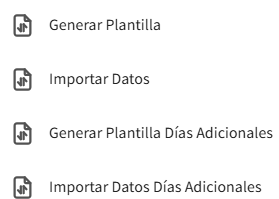 Generar Plantilla
Importar Datos
Generar Plantilla Días Adicionales
Importar Datos Días Adicionales